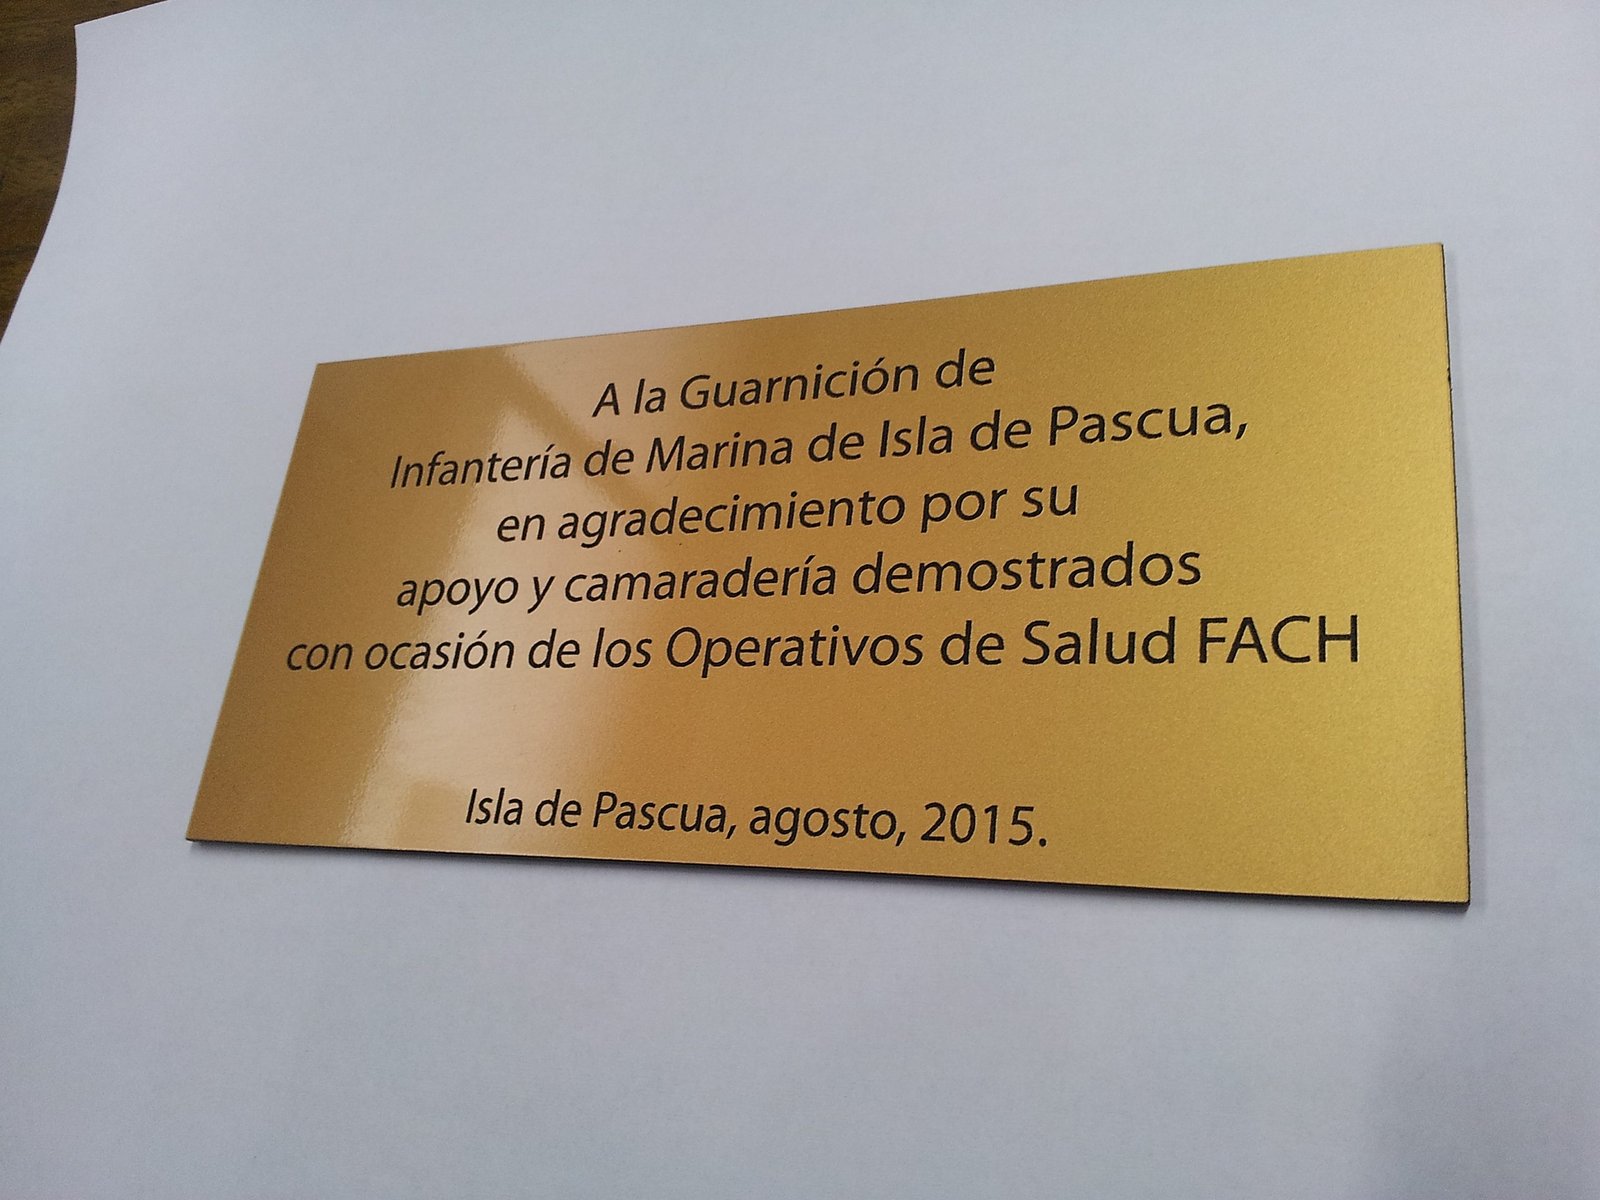 A la Guarnición de
Infantería de Marina de Isla de Pascua,
en agradecimiento por su
apoyo y camaradería demostrados
con ocasión de los Operativos de Salud FACH
Isla de Pascua, agosto, 2015.